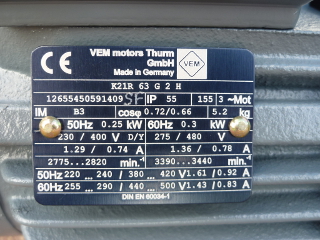 CE VEM motors Thurm GmbH VEM
Made in Germany
K21R 63 G 2 H
12655450591409 SF IP 55 155 3~Mot
IM B3 cosφ 0.72/0.66 5.2 kg
50Hz 0.25 kW 60Hz 0.3 kW
230 / 400 V D/Y 275 / 480 V
1.29 / 0.74 A 1.36 / 0.78 A
2775...2820 min.-1 3390...3440 min.-1
50Hz 220 ... 240 / 380 ... 420 V 1.61 / 0.92 A
60Hz 255 ... 290 / 440 ... 500 V 1.43 / 0.83 A
DIN EN 60034-1